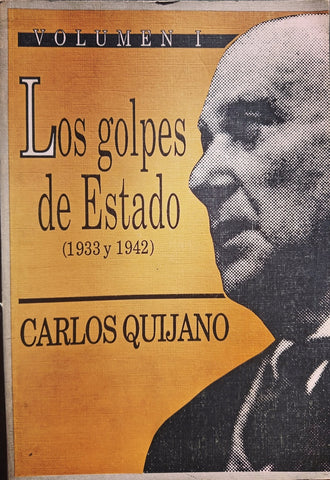 VOLUMEN I
Los golpes
de Estado
(1933 y 1942)
CARLOS QUIJANO